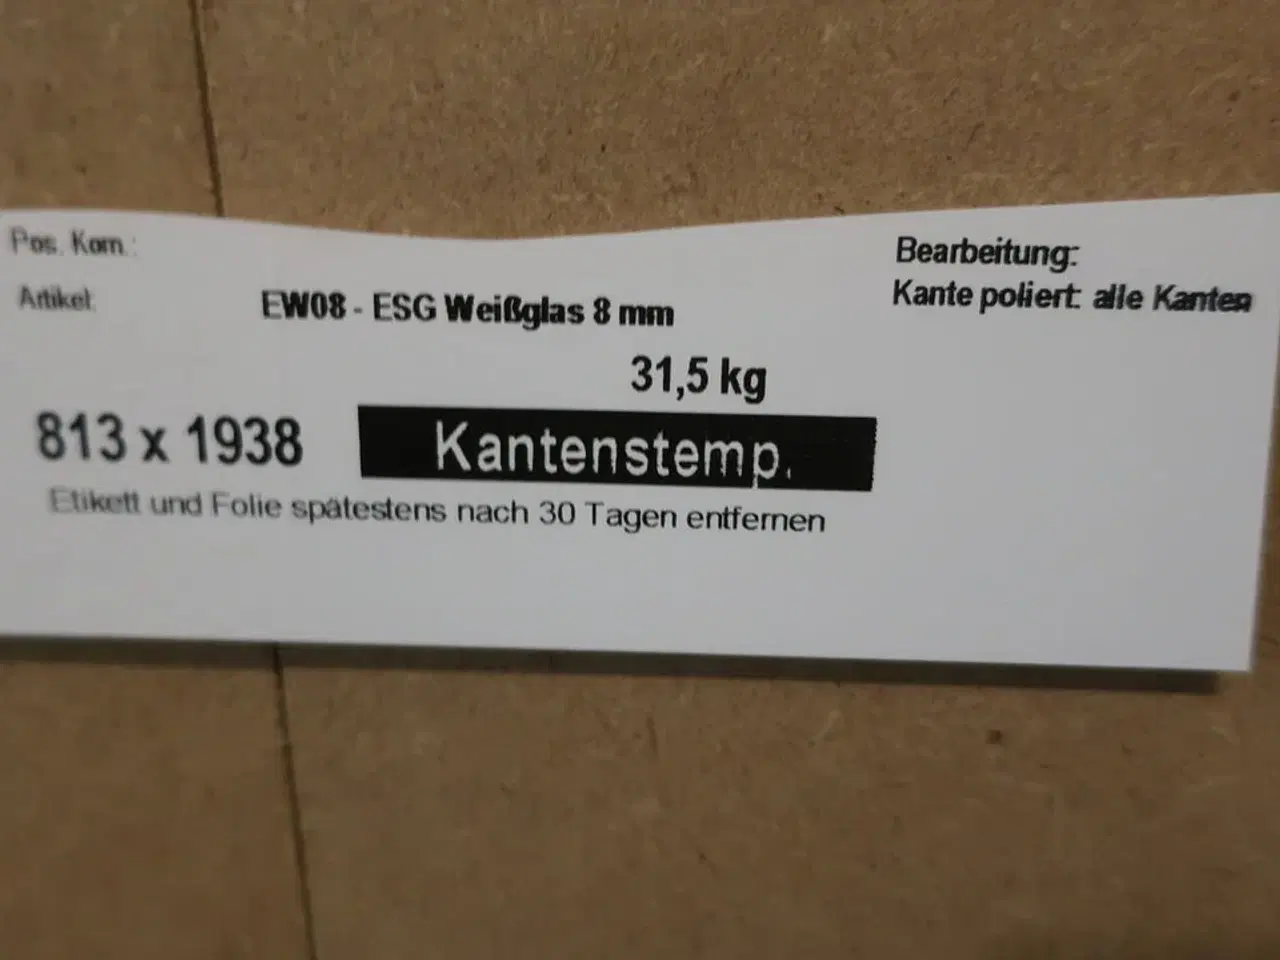 Pos. Kom.:
Artikel:
EW08 - ESG Weißglas 8 mm
31,5 kg
813 x 1938
Kantenstemp.
Etikett und Folie spätestens nach 30 Tagen entfernen
Bearbeitung:
Kante poliert: alle Kanten